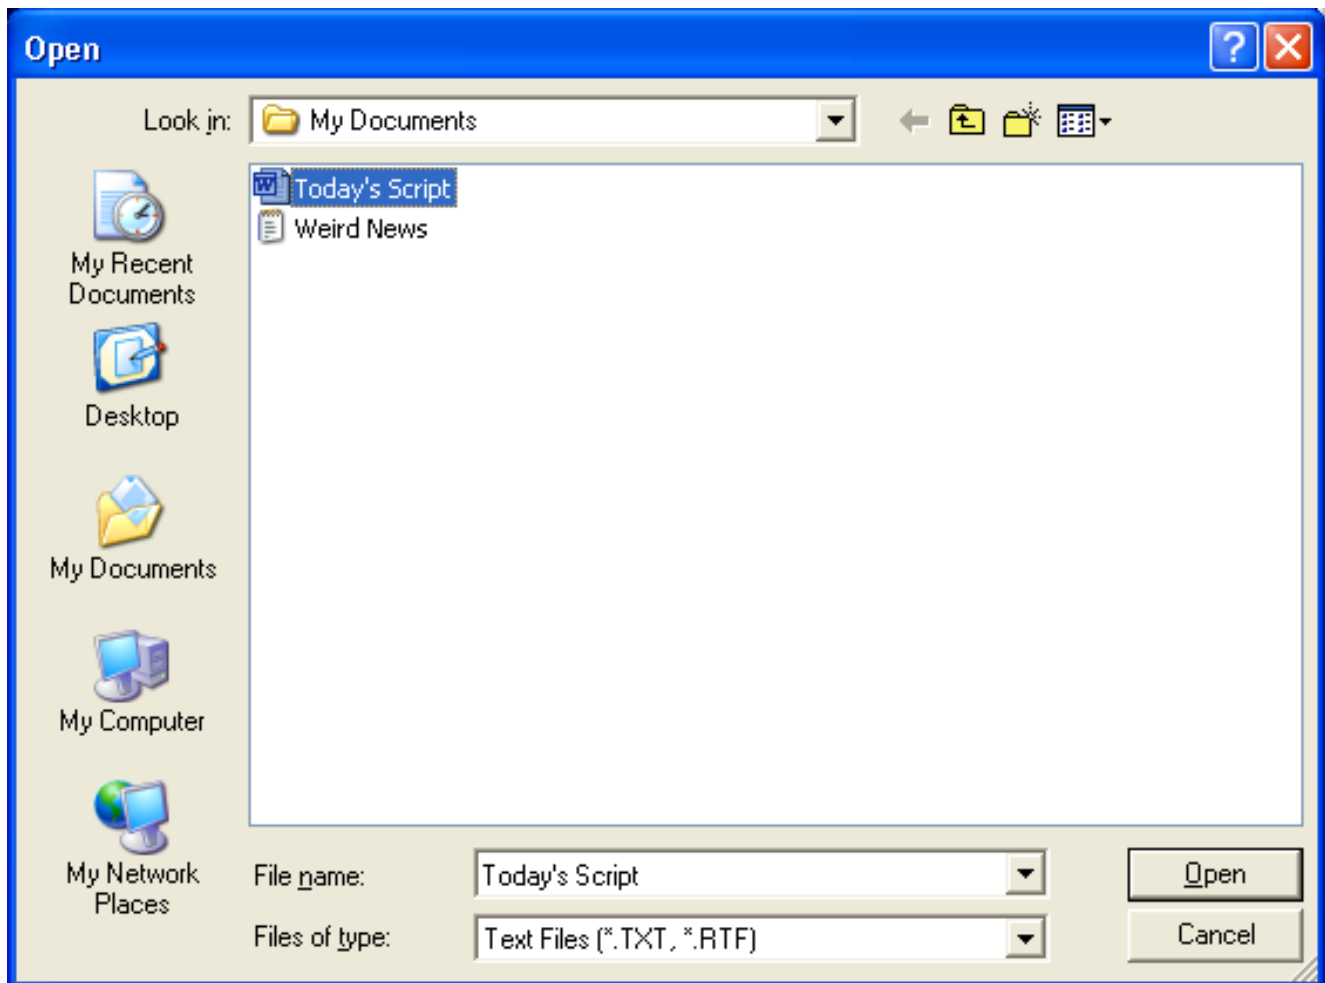 Open
Look in:
My Documents
Today's Script
Weird News
My Recent
Documents
Desktop
My Documents
My Computer
My Network
Places
File name:
Today's Script
Open
Files of type:
Text Files (*.TXT, *.RTF)
Cancel